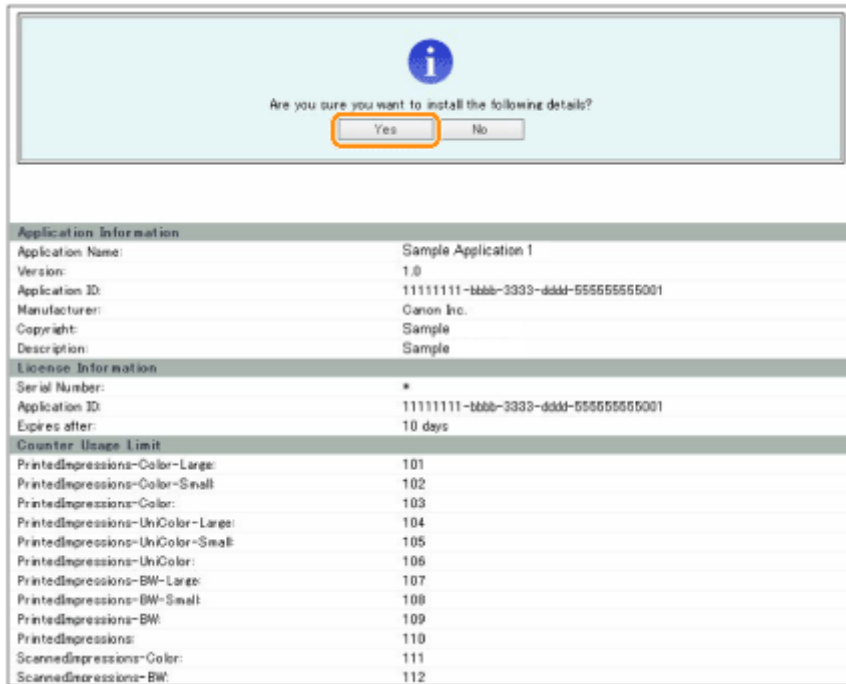 Are you sure you want to install the following details?
Yes No
Application Information
Application Name: Sample Application 1
Version: 1.0
Application ID: 11111111-bbbb-3333-dddd-555555555001
Manufacturer: Canon Inc.
Copyright: Sample
Description: Sample
License Information
Serial Number: *
Application ID: 11111111-bbbb-3333-dddd-555555555001
Expires after: 10 days
Counter Usage Limit
PrintedImpressions-Color-Large: 101
PrintedImpressions-Color-Small: 102
PrintedImpressions-Color: 103
PrintedImpressions-UniColor-Large: 104
PrintedImpressions-UniColor-Small: 105
PrintedImpressions-UniColor: 106
PrintedImpressions-BW-Large: 107
PrintedImpressions-BW-Small: 108
PrintedImpressions-BW: 109
PrintedImpressions: 110
ScannedImpressions-Color: 111
ScannedImpressions-BW: 112